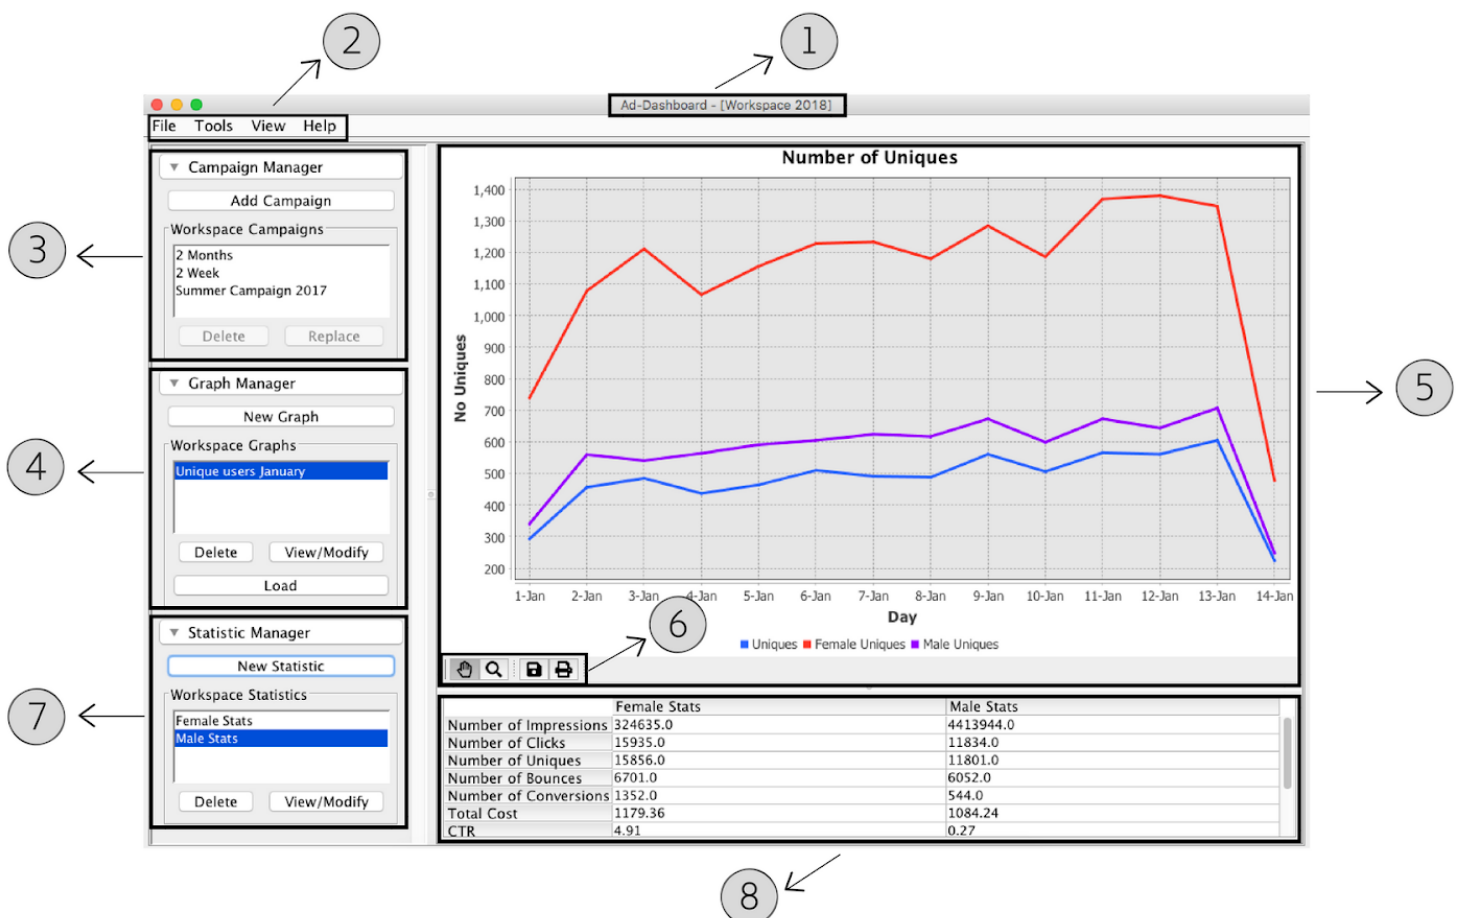 2
1
Ad-Dashboard - [Workspace 2018]
File Tools View Help
3
Campaign Manager
Add Campaign
Workspace Campaigns
2 Months
2 Week
Summer Campaign 2017
Delete Replace
4
Graph Manager
New Graph
Workspace Graphs
Unique users January
Delete View/Modify
Load
7
Statistic Manager
New Statistic
Workspace Statistics
Female Stats
Male Stats
Delete View/Modify
5
Number of Uniques
No Uniques
1,400
1,300
1,200
1,100
1,000
900
800
700
600
500
400
300
200
1-Jan 2-Jan 3-Jan 4-Jan 5-Jan 6-Jan 7-Jan 8-Jan 9-Jan 10-Jan 11-Jan 12-Jan 13-Jan 14-Jan
Day
Uniques Female Uniques Male Uniques
6
Female Stats Male Stats
Number of Impressions 324635.0 4413944.0
Number of Clicks 15935.0 11834.0
Number of Uniques 15856.0 11801.0
Number of Bounces 6701.0 6052.0
Number of Conversions 1352.0 544.0
Total Cost 1179.36 1084.24
CTR 4.91 0.27
8